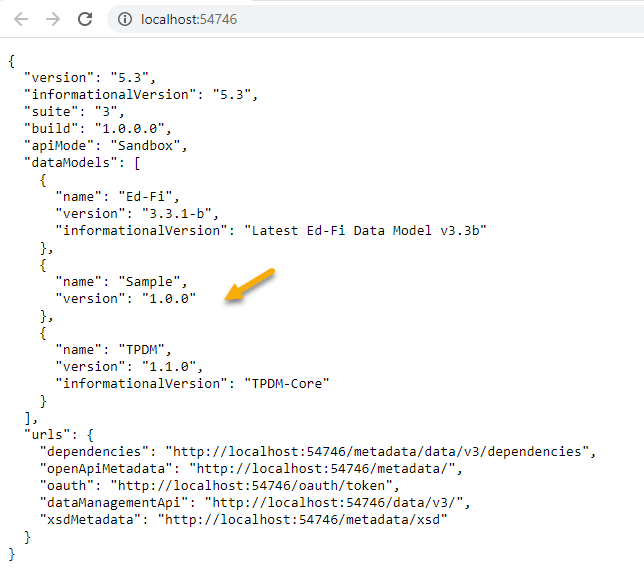 localhost:54746
{
  "version": "5.3",
  "informationalVersion": "5.3",
  "suite": "3",
  "build": "1.0.0.0",
  "apiMode": "Sandbox",
  "dataModels": [
    {
      "name": "Ed-Fi",
      "version": "3.3.1-b",
      "informationalVersion": "Latest Ed-Fi Data Model v3.3b"
    },
    {
      "name": "Sample",
      "version": "1.0.0"
    },
    {
      "name": "TPDM",
      "version": "1.1.0",
      "informationalVersion": "TPDM-Core"
    }
  ],
  "urls": {
    "dependencies": "http://localhost:54746/metadata/data/v3/dependencies",
    "openApiMetadata": "http://localhost:54746/metadata/",
    "oauth": "http://localhost:54746/oauth/token",
    "dataManagementApi": "http://localhost:54746/data/v3/",
    "xsdMetadata": "http://localhost:54746/metadata/xsd"
  }
}